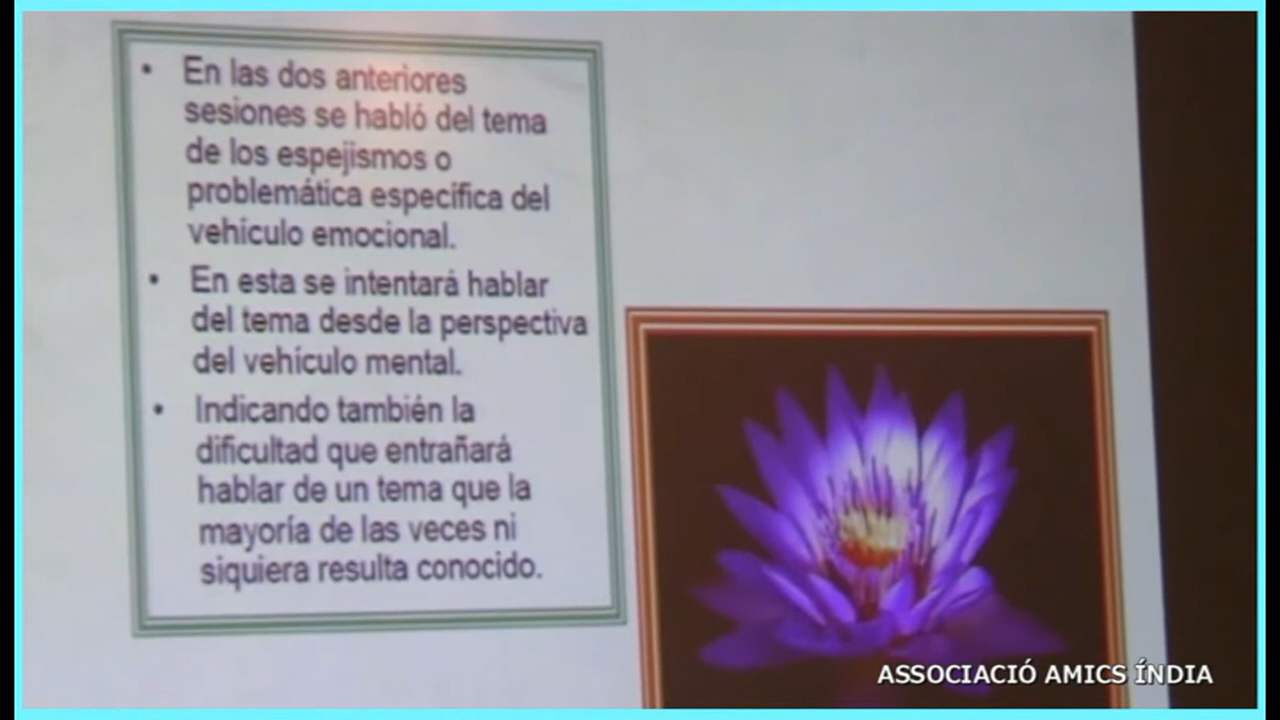 • En las dos anteriores
sesiones se habló del tema
de los espejismos o
problemática específica del
vehículo emocional.
• En esta se intentará hablar
del tema desde la perspectiva
del vehículo mental.
• Indicando también la
dificultad que entrañará
hablar de un tema que la
mayoría de las veces ni
siquiera resulta conocido.
ASSOCIACIÓ AMICS ÍNDIA